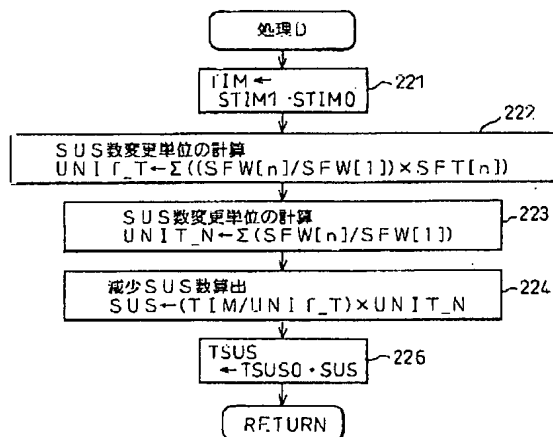 処理D
TIM←
STIM1-STIM0
221
222
SUS数変更単位の計算
UNIT_T←Σ((SFW[n]/SFW[1])×SFT[n])
SUS数変更単位の計算
UNIT_N←Σ(SFW[n]/SFW[1])
223
減少SUS数算出
SUS←(TIM/UNIT_T)×UNIT_N
224
TSUS
←TSUS0-SUS
226
RETURN